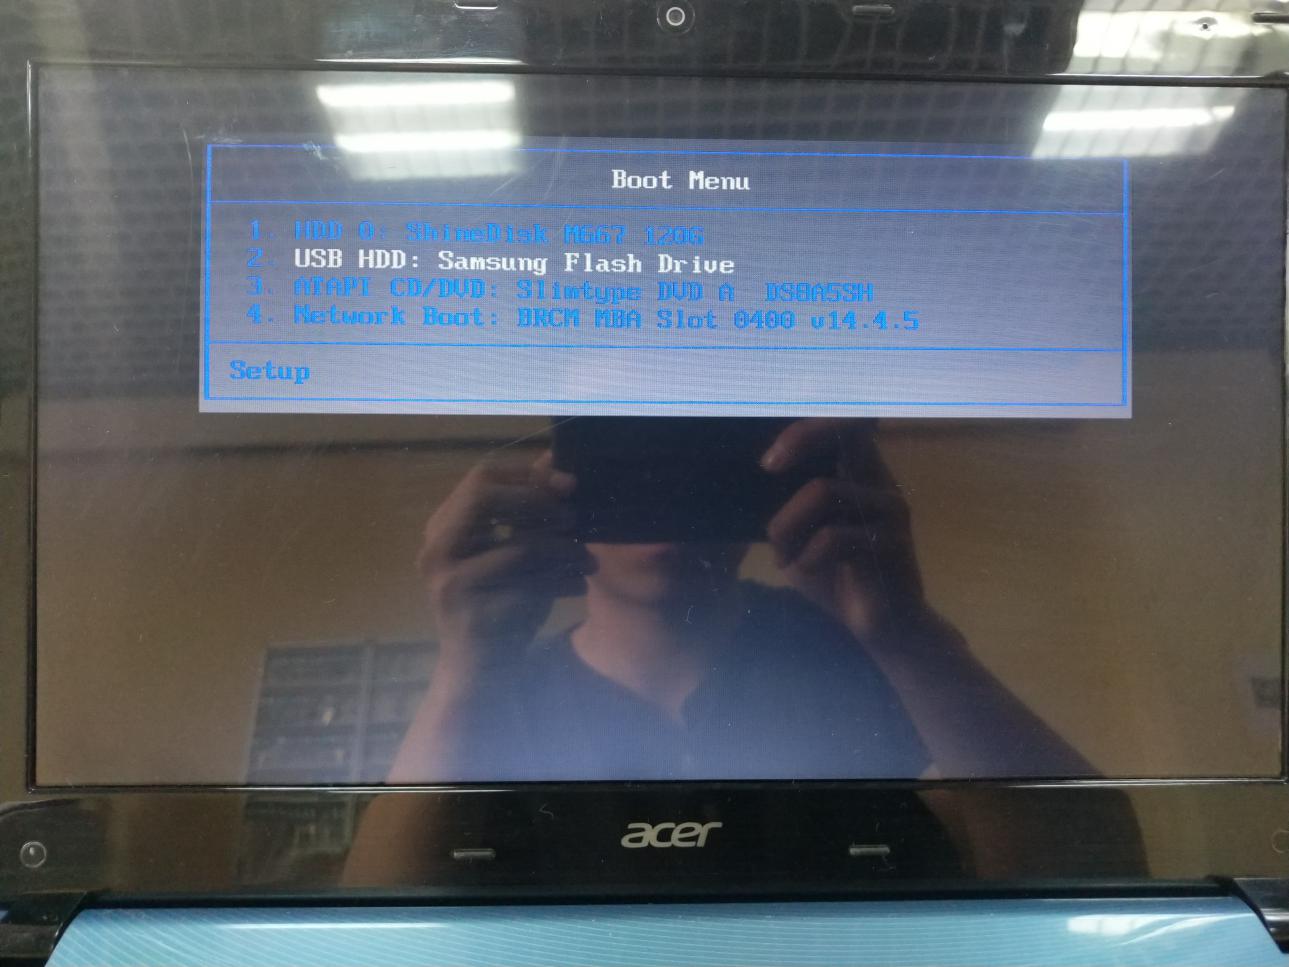 Boot Menu
1. HDD 0: ShineDisk M667 120G
2. USB HDD: Samsung Flash Drive
3. ATAPI CD/DVD: Slimtype DVD A  DS8A5SH
4. Network Boot: BRCM MBA Slot 0400 v14.4.5
Setup
acer